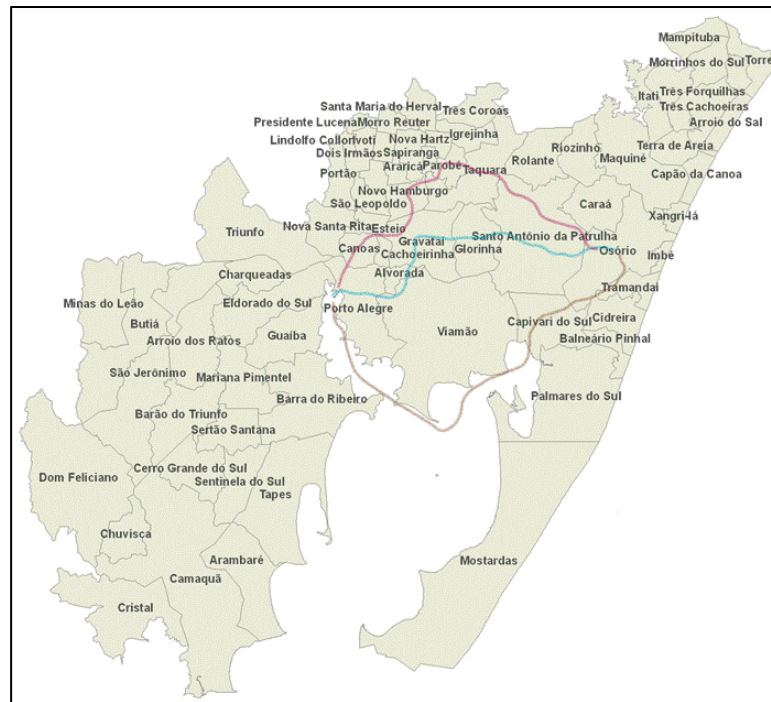 Mampituba
Morrinhos do Sul
Torre
Itati
Três Forquilhas
Três Cachoeiras
Arroio do Sal
Santa Maria do Herval
Três Coroas
Presidente Lucena
Morro Reuter
Lindolfo Collor
Ivoti
Nova Hartz
Igrejinha
Dois Irmãos
Sapiranga
Riozinho
Terra de Areia
Portão
Araricá
Parobé
Taquara
Rolante
Maquiné
Capão da Canoa
Novo Hamburgo
São Leopoldo
Caraá
Xangri-lá
Nova Santa Rita
Esteio
Triunfo
Canoas
Gravataí
Santo Antônio da Patrulha
Cachoeirinha
Glorinha
Osório
Imbé
Charqueadas
Alvorada
Tramandaí
Minas do Leão
Eldorado do Sul
Porto Alegre
Butiá
Viamão
Capivari do Sul
Cidreira
Arroio dos Ratos
Guaíba
Balneário Pinhal
São Jerônimo
Mariana Pimentel
Barra do Ribeiro
Palmares do Sul
Barão do Triunfo
Sertão Santana
Dom Feliciano
Cerro Grande do Sul
Sentinela do Sul
Tapes
Chuvisca
Arambaré
Mostardas
Camaquã
Cristal